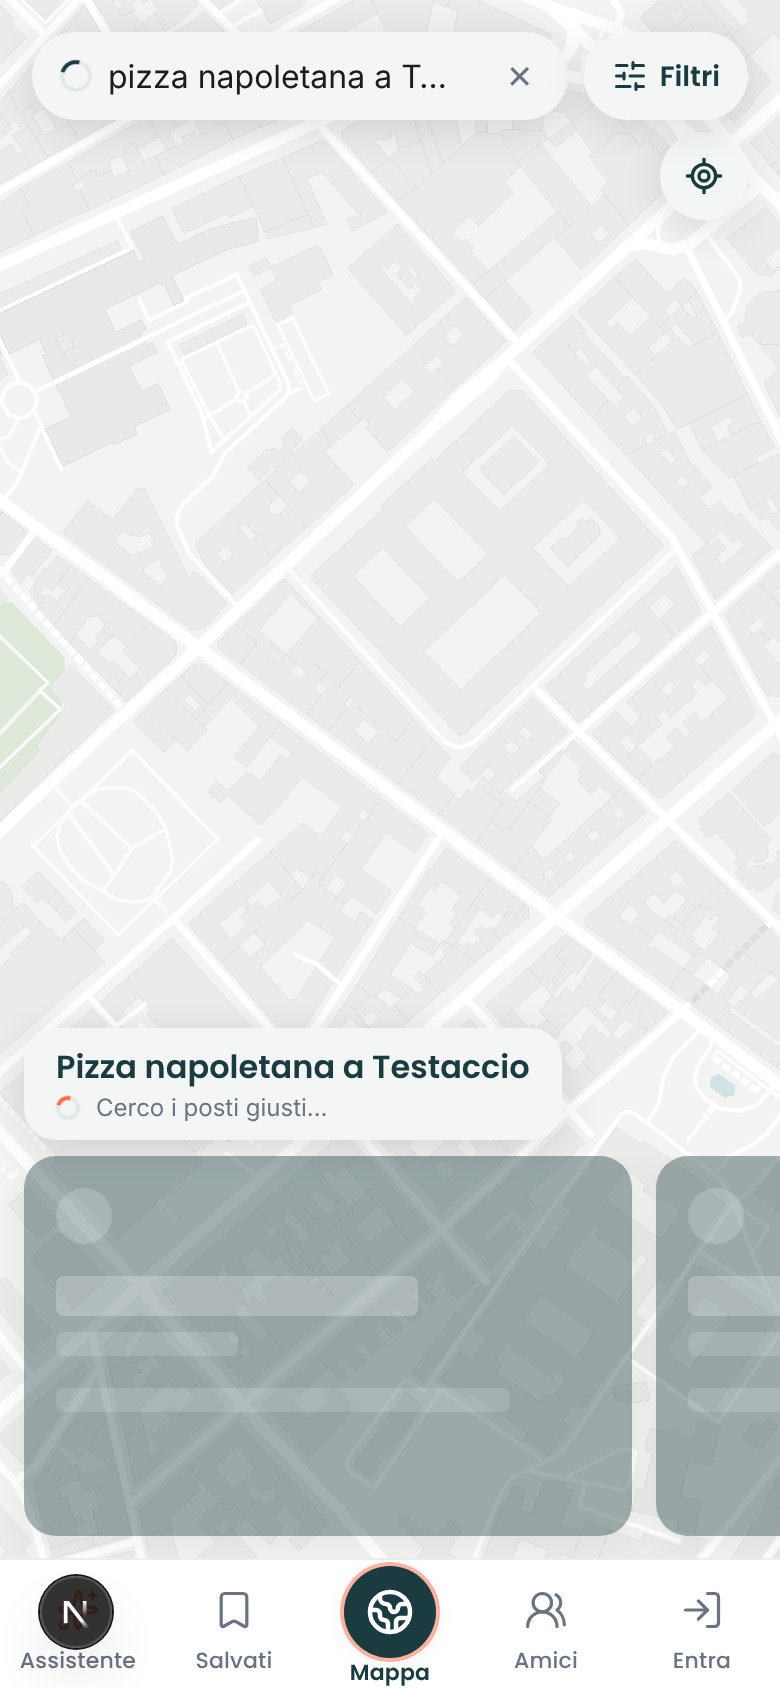 pizza napoletana a T...
Filtri
Pizza napoletana a Testaccio
Cerco i posti giusti...
N
Assistente
Salvati
Mappa
Amici
Entra